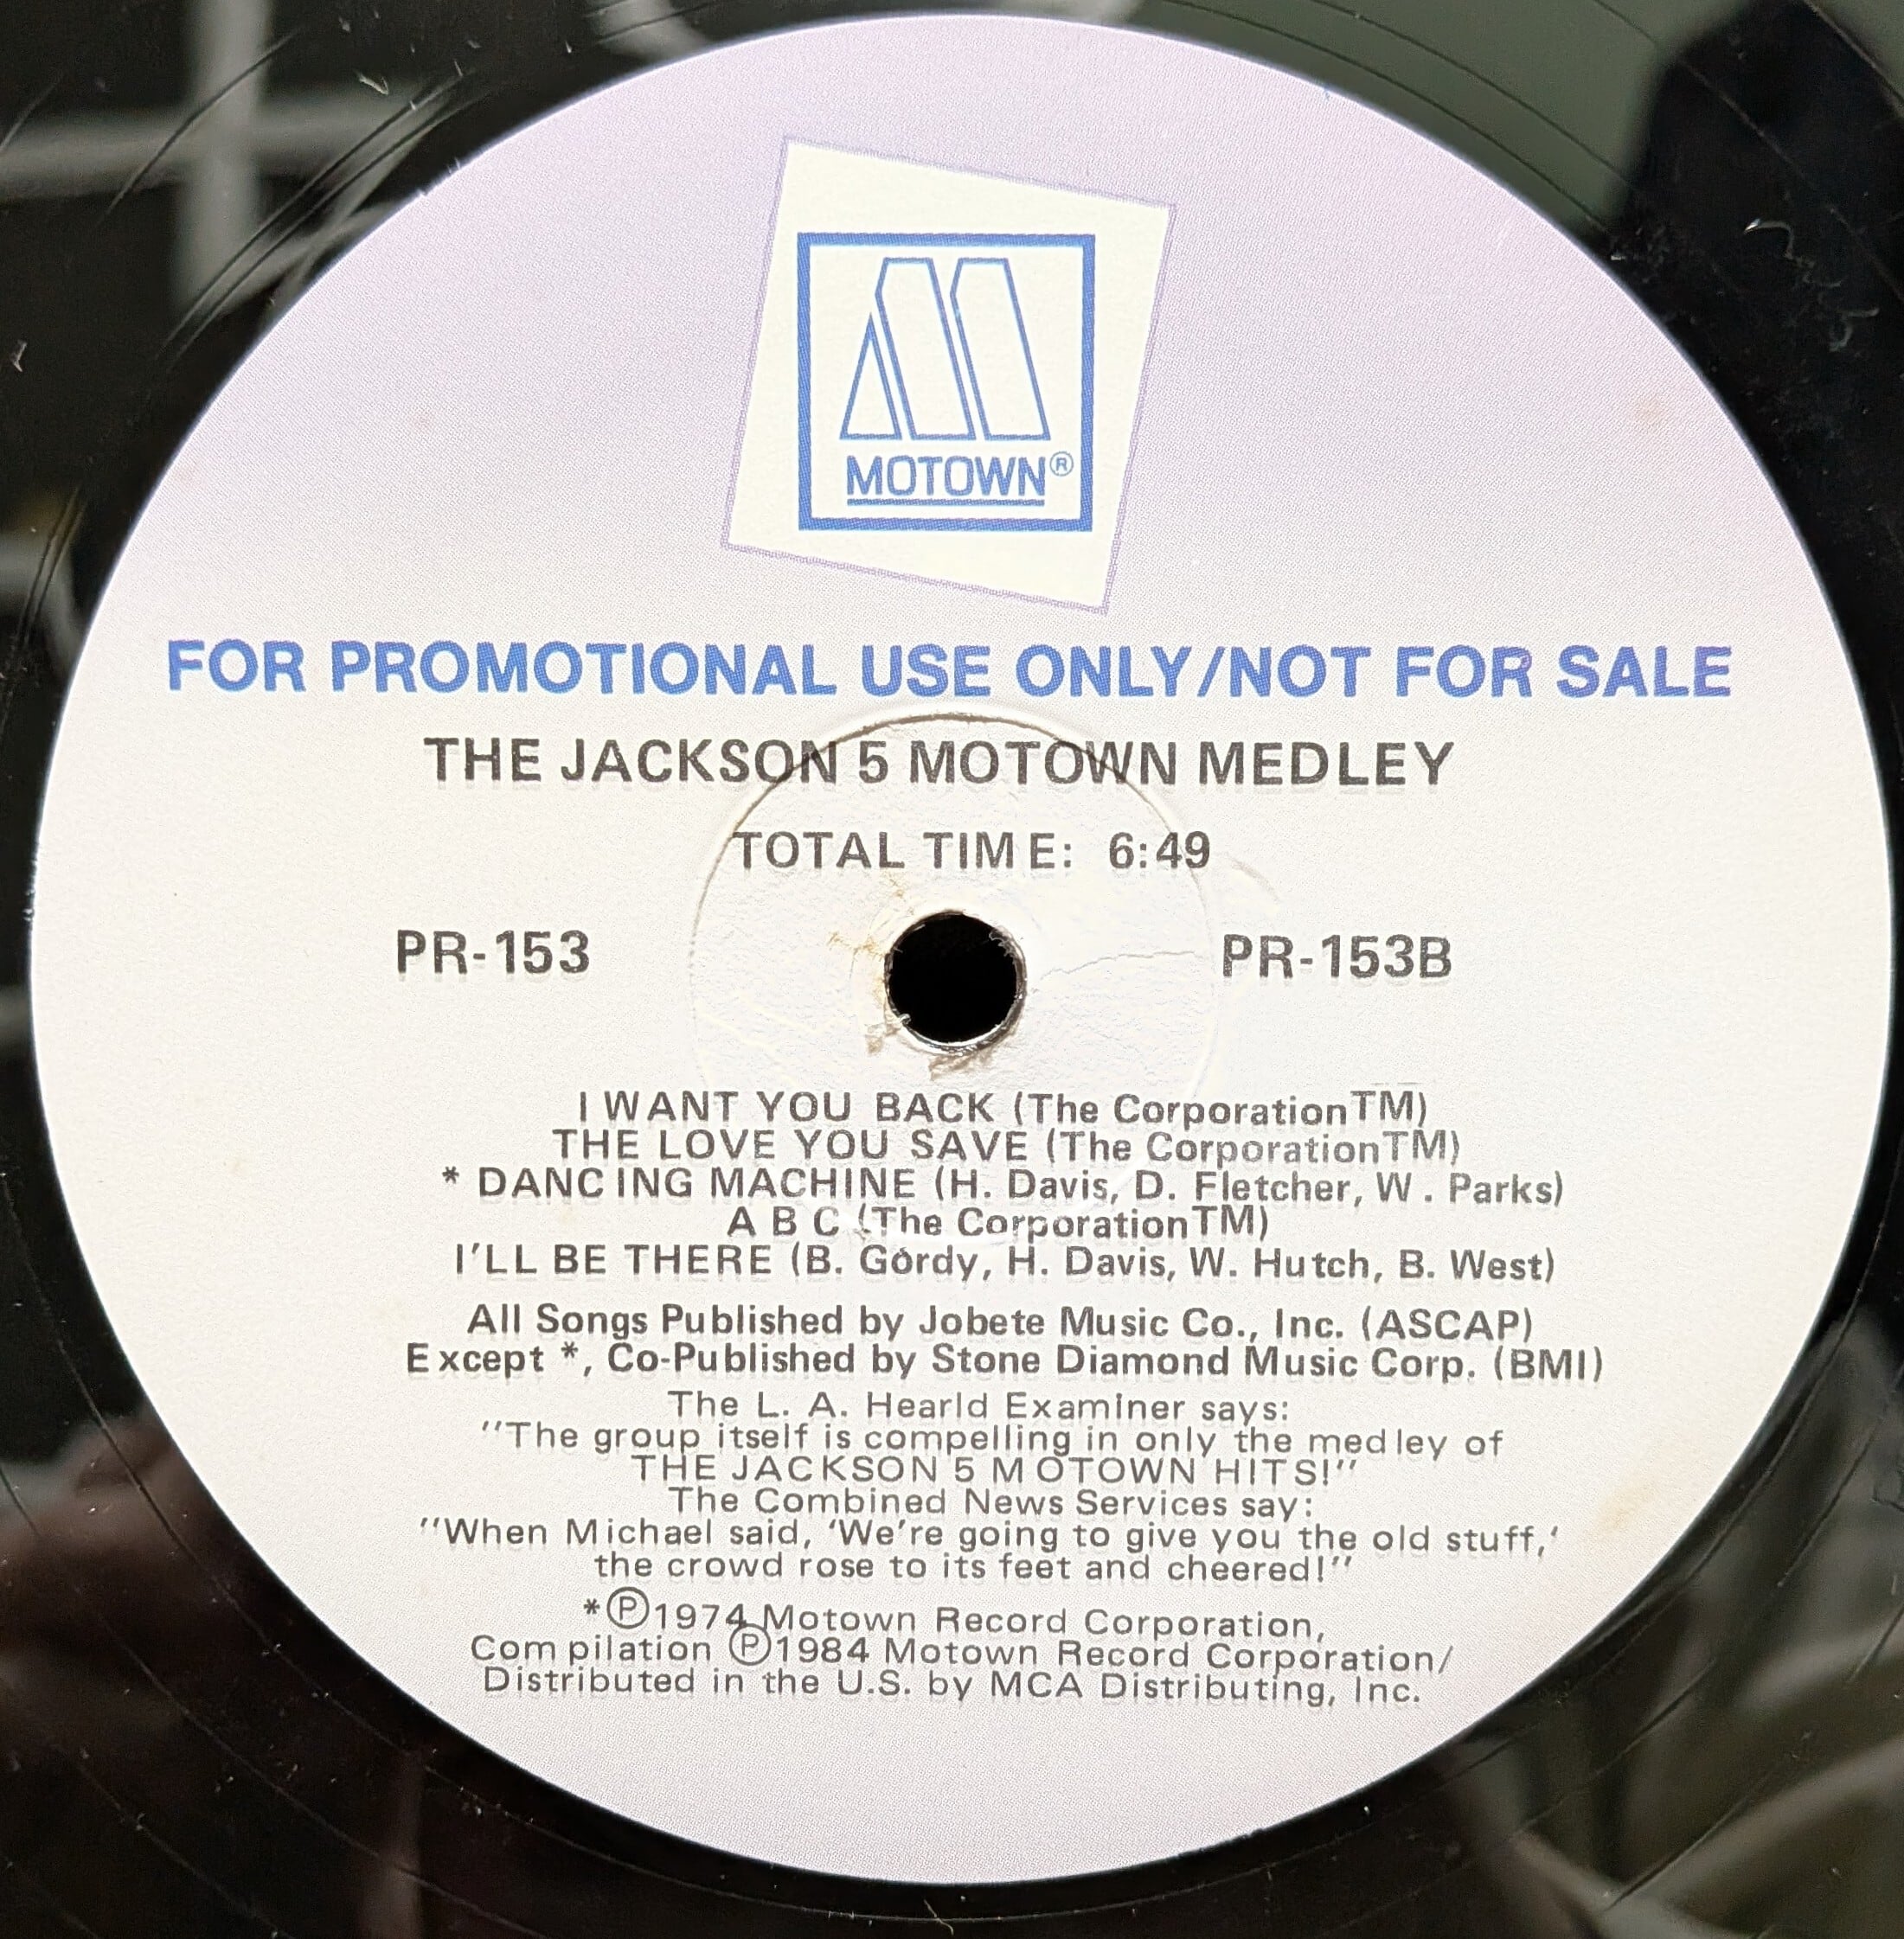 MOTOWN®
FOR PROMOTIONAL USE ONLY/NOT FOR SALE
THE JACKSON 5 MOTOWN MEDLEY
TOTAL TIME: 6:49
PR-153
PR-153B
I WANT YOU BACK (The CorporationTM)
THE LOVE YOU SAVE (The CorporationTM)
* DANCING MACHINE (H. Davis, D. Fletcher, W. Parks)
A B C (The CorporationTM)
I'LL BE THERE (B. Gordy, H. Davis, W. Hutch, B. West)
All Songs Published by Jobete Music Co., Inc. (ASCAP)
Except *, Co-Published by Stone Diamond Music Corp. (BMI)
The L. A. Hearld Examiner says:
"The group itself is compelling in only the medley of
THE JACKSON 5 MOTOWN HITS!"
The Combined News Services say:
"When Michael said, 'We're going to give you the old stuff,'
the crowd rose to its feet and cheered!"
*℗1974 Motown Record Corporation,
Compilation ℗1984 Motown Record Corporation/
Distributed in the U.S. by MCA Distributing, Inc.